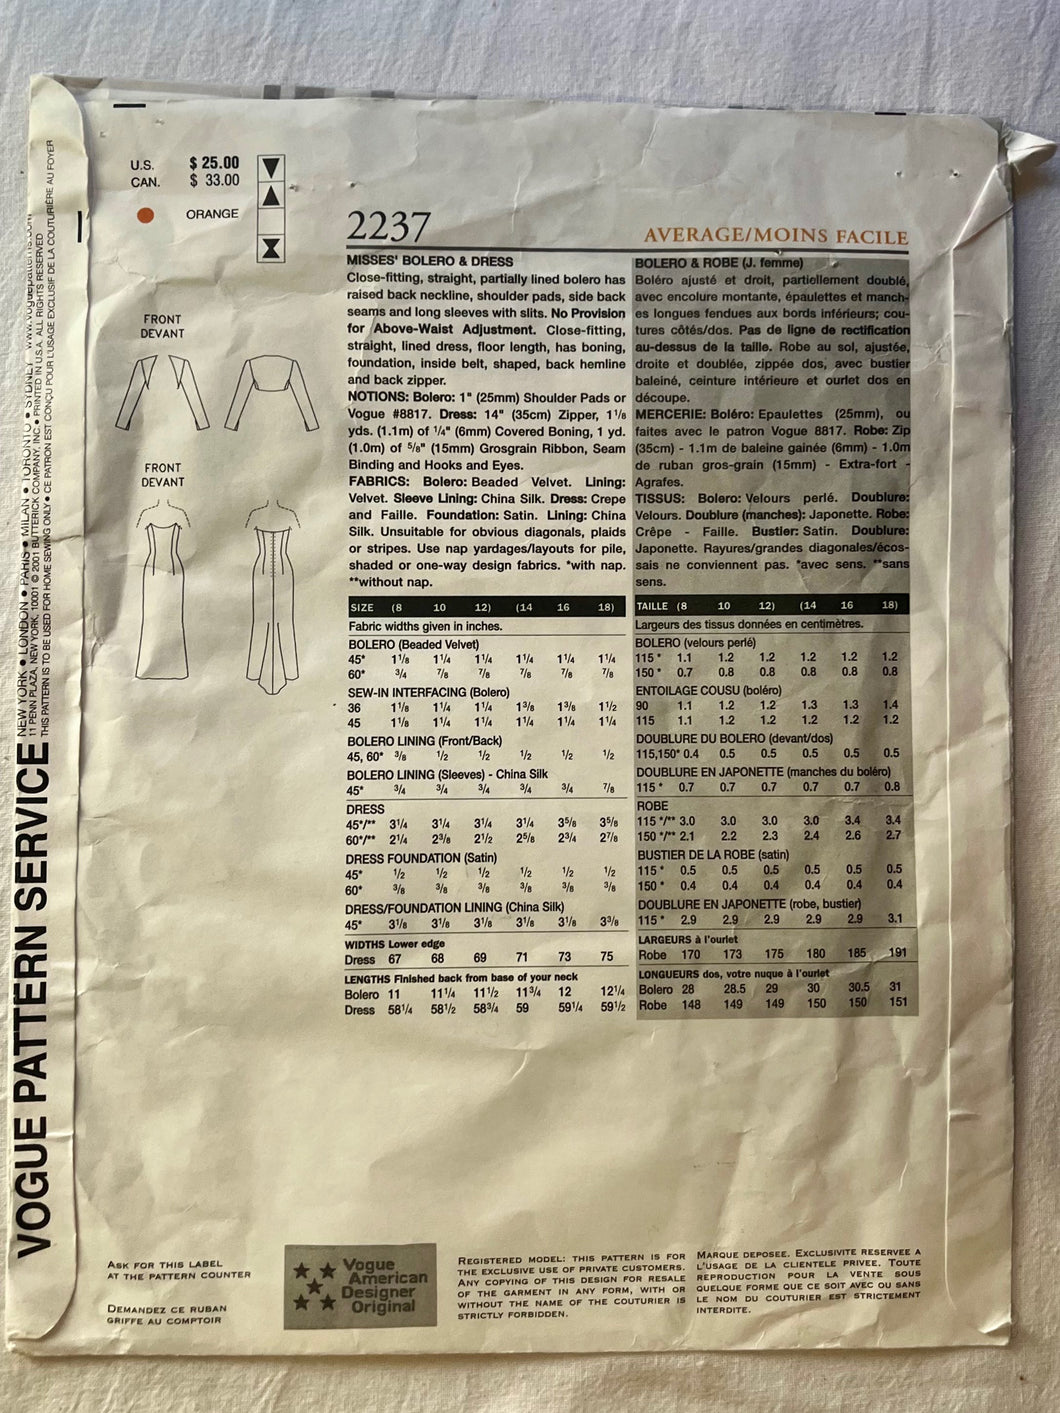 U.S. $ 25.00
CAN. $ 33.00
ORANGE
FRONT
DEVANT
FRONT
DEVANT
2237
AVERAGE/MOINS FACILE
MISSES' BOLERO & DRESS
Close-fitting, straight, partially lined bolero has
raised back neckline, shoulder pads, side back
seams and long sleeves with slits. No Provision
for Above-Waist Adjustment. Close-fitting,
straight, lined dress, floor length, has boning,
foundation, inside belt, shaped, back hemline
and back zipper.
NOTIONS: Bolero: 1" (25mm) Shoulder Pads or
Vogue #8817. Dress: 14" (35cm) Zipper, 1 1/8
yds. (1.1m) of 1/4" (6mm) Covered Boning, 1 yd.
(1.0m) of 5/8" (15mm) Grosgrain Ribbon, Seam
Binding and Hooks and Eyes.
FABRICS: Bolero: Beaded Velvet. Lining:
Velvet. Sleeve Lining: China Silk. Dress: Crepe
and Faille. Foundation: Satin. Lining: China
Silk. Unsuitable for obvious diagonals, plaids
or stripes. Use nap yardages/layouts for pile,
shaded or one-way design fabrics. *with nap.
**without nap.
SIZE (8 10 12) (14 16 18)
Fabric widths given in inches.
BOLERO (Beaded Velvet)
45* 1 1/8 1 1/4 1 1/4 1 1/4 1 1/4 1 1/4
60* 3/4 7/8 7/8 7/8 7/8 7/8
SEW-IN INTERFACING (Bolero)
36 1 1/8 1 1/4 1 1/4 1 3/8 1 3/8 1 1/2
45 1 1/8 1 1/4 1 1/4 1 1/4 1 1/4 1 1/4
BOLERO LINING (Front/Back)
45, 60* 3/8 1/2 1/2 1/2 1/2 1/2
BOLERO LINING (Sleeves) - China Silk
45* 3/4 3/4 3/4 3/4 3/4 7/8
DRESS
45*/** 3 1/4 3 1/4 3 1/4 3 1/4 3 5/8 3 5/8
60*/** 2 1/4 2 3/8 2 1/2 2 5/8 2 3/4 2 7/8
DRESS FOUNDATION (Satin)
45* 1/2 1/2 1/2 1/2 1/2 1/2
60* 3/8 3/8 3/8 3/8 3/8 3/8
DRESS/FOUNDATION LINING (China Silk)
45* 3 1/8 3 1/8 3 1/8 3 1/8 3 1/8 3 3/8
WIDTHS Lower edge
Dress 67 68 69 71 73 75
LENGTHS Finished back from base of your neck
Bolero 11 11 1/4 11 1/2 11 3/4 12 12 1/4
Dress 58 1/4 58 1/2 58 3/4 59 59 1/4 59 1/2
BOLERO & ROBE (J. femme)
Boléro ajusté et droit, partiellement doublé,
avec encolure montante, épaulettes et manch-
es longues fendues aux bords inférieurs; cou-
tures côtés/dos. Pas de ligne de rectification
au-dessus de la taille. Robe au sol, ajustée,
droite et doublée, zippée dos, avec bustier
baleiné, ceinture intérieure et ourlet dos en
découpe.
MERCERIE: Boléro: Epaulettes (25mm), ou
faites avec le patron Vogue 8817. Robe: Zip
(35cm) - 1.1m de baleine gainée (6mm) - 1.0m
de ruban gros-grain (15mm) - Extra-fort -
Agrafes.
TISSUS: Bolero: Velours perlé. Doublure:
Velours. Doublure (manches): Japonette. Robe:
Crêpe - Faille. Bustier: Satin. Doublure:
Japonette. Rayures/grandes diagonales/écos-
sais ne conviennent pas. *avec sens. **sans
sens.
TAILLE (8 10 12) (14 16 18)
Largeurs des tissus données en centimètres.
BOLERO (velours perlé)
115 * 1.1 1.2 1.2 1.2 1.2 1.2
150 * 0.7 0.8 0.8 0.8 0.8 0.8
ENTOILAGE COUSU (boléro)
90 1.1 1.2 1.2 1.3 1.3 1.4
115 1.1 1.2 1.2 1.2 1.2 1.2
DOUBLURE DU BOLERO (devant/dos)
115,150* 0.4 0.5 0.5 0.5 0.5 0.5
DOUBLURE EN JAPONETTE (manches du boléro)
115 * 0.7 0.7 0.7 0.7 0.7 0.8
ROBE
115 */** 3.0 3.0 3.0 3.0 3.4 3.4
150 */** 2.1 2.2 2.3 2.4 2.6 2.7
BUSTIER DE LA ROBE (satin)
115 * 0.5 0.5 0.5 0.5 0.5 0.5
150 * 0.4 0.4 0.4 0.4 0.4 0.4
DOUBLURE EN JAPONETTE (robe, bustier)
115 * 2.9 2.9 2.9 2.9 2.9 3.1
LARGEURS à l'ourlet
Robe 170 173 175 180 185 191
LONGUEURS dos, votre nuque à l'ourlet
Bolero 28 28.5 29 30 30.5 31
Robe 148 149 149 150 150 151
VOGUE PATTERN SERVICE
NEW YORK • LONDON • PARIS • MILAN • TORONTO • SYDNEY
11 PENN PLAZA, NEW YORK, 10001 © 2001 BUTTERICK COMPANY, INC. • PRINTED IN U.S.A. ALL RIGHTS RESERVED
THIS PATTERN IS TO BE USED FOR HOME SEWING ONLY • CE PATRON EST CONÇU POUR L'USAGE EXCLUSIF DE LA COUTURIÈRE AU FOYER
ASK FOR THIS LABEL
AT THE PATTERN COUNTER
DEMANDEZ CE RUBAN
GRIFFE AU COMPTOIR
Vogue
American
Designer
Original
REGISTERED MODEL: THIS PATTERN IS FOR
THE EXCLUSIVE USE OF PRIVATE CUSTOMERS.
ANY COPYING OF THIS DESIGN FOR RESALE
OF THE GARMENT IN ANY FORM, WITH OR
WITHOUT THE NAME OF THE COUTURIER IS
STRICTLY FORBIDDEN.
MARQUE DEPOSEE. EXCLUSIVITE RESERVEE A
L'USAGE DE LA CLIENTELE PRIVEE. TOUTE
REPRODUCTION POUR LA VENTE SOUS
QUELQUE FORME QUE CE SOIT AVEC OU SANS
LE NOM DU COUTURIER EST STRICTEMENT
INTERDITE.